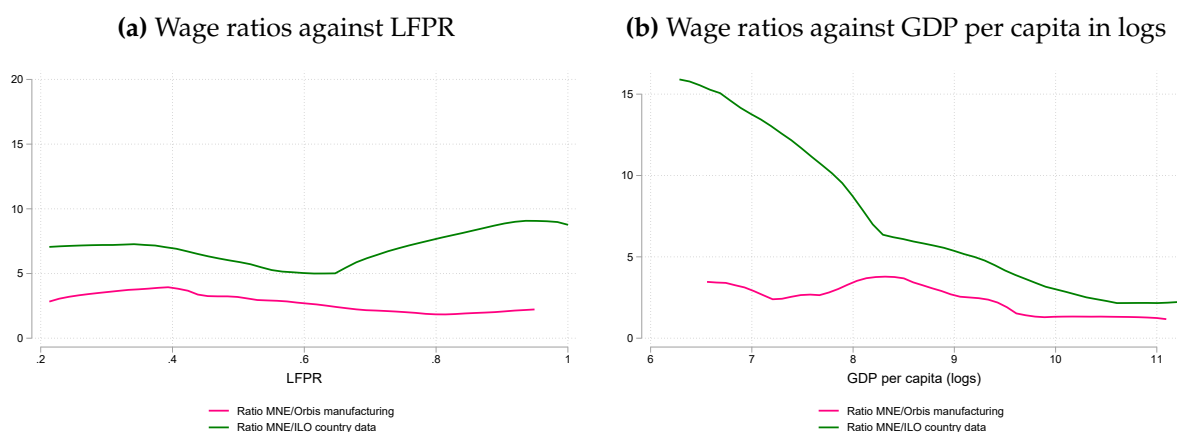 (a) Wage ratios against LFPR
20
15
10
5
0
.2 .4 .6 .8 1
LFPR
Ratio MNE/Orbis manufacturing
Ratio MNE/ILO country data
(b) Wage ratios against GDP per capita in logs
15
10
5
0
6 7 8 9 10 11
GDP per capita (logs)
Ratio MNE/Orbis manufacturing
Ratio MNE/ILO country data